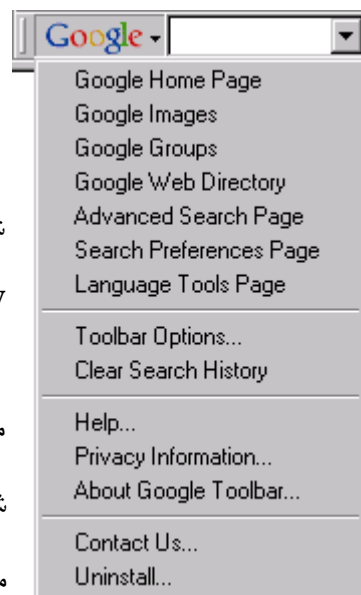 Google
Google Home Page
Google Images
Google Groups
Google Web Directory
Advanced Search Page
Search Preferences Page
Language Tools Page
Toolbar Options...
Clear Search History
Help...
Privacy Information...
About Google Toolbar...
Contact Us...
Uninstall...